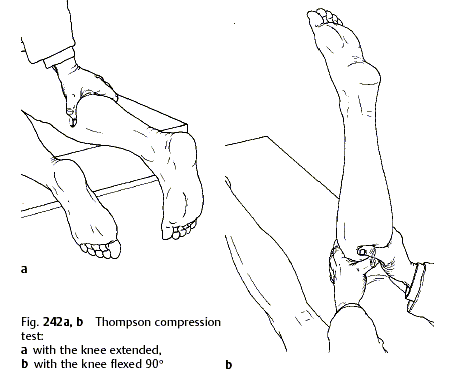 a
Fig. 242a, b Thompson compression
test:
a with the knee extended,
b with the knee flexed 90°
b